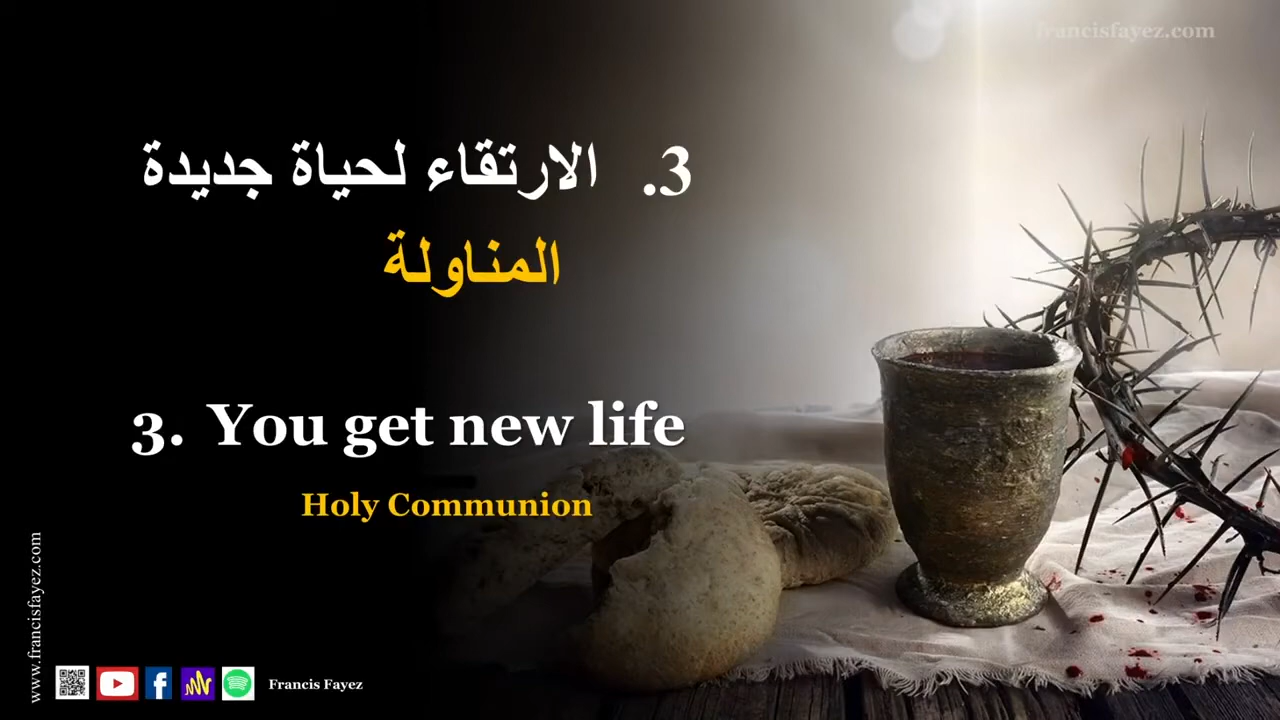 francisfayez.com
3. الارتقاء لحياة جديدة
المناولة
3. You get new life
Holy Communion
www.francisfayez.com
Francis Fayez